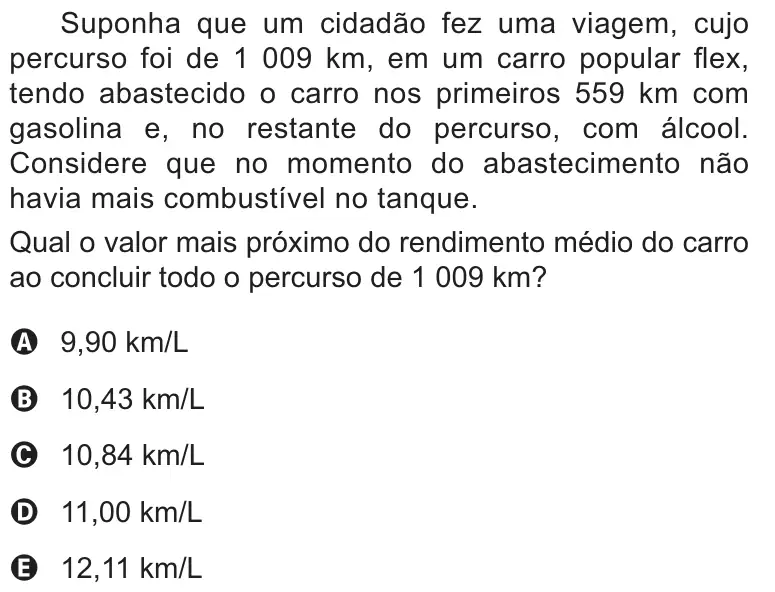 Suponha que um cidadão fez uma viagem, cujo
percurso foi de 1 009 km, em um carro popular flex,
tendo abastecido o carro nos primeiros 559 km com
gasolina e, no restante do percurso, com álcool.
Considere que no momento do abastecimento não
havia mais combustível no tanque.
Qual o valor mais próximo do rendimento médio do carro
ao concluir todo o percurso de 1 009 km?
A 9,90 km/L
B 10,43 km/L
C 10,84 km/L
D 11,00 km/L
E 12,11 km/L